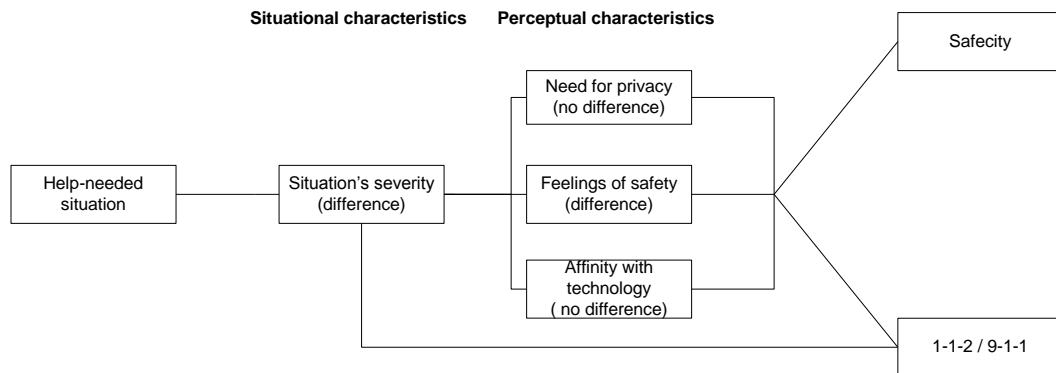 Situational characteristics
Perceptual characteristics
Safecity
Need for privacy
(no difference)
Help-needed
situation
Situation's severity
(difference)
Feelings of safety
(difference)
Affinity with
technology
( no difference)
1-1-2 / 9-1-1